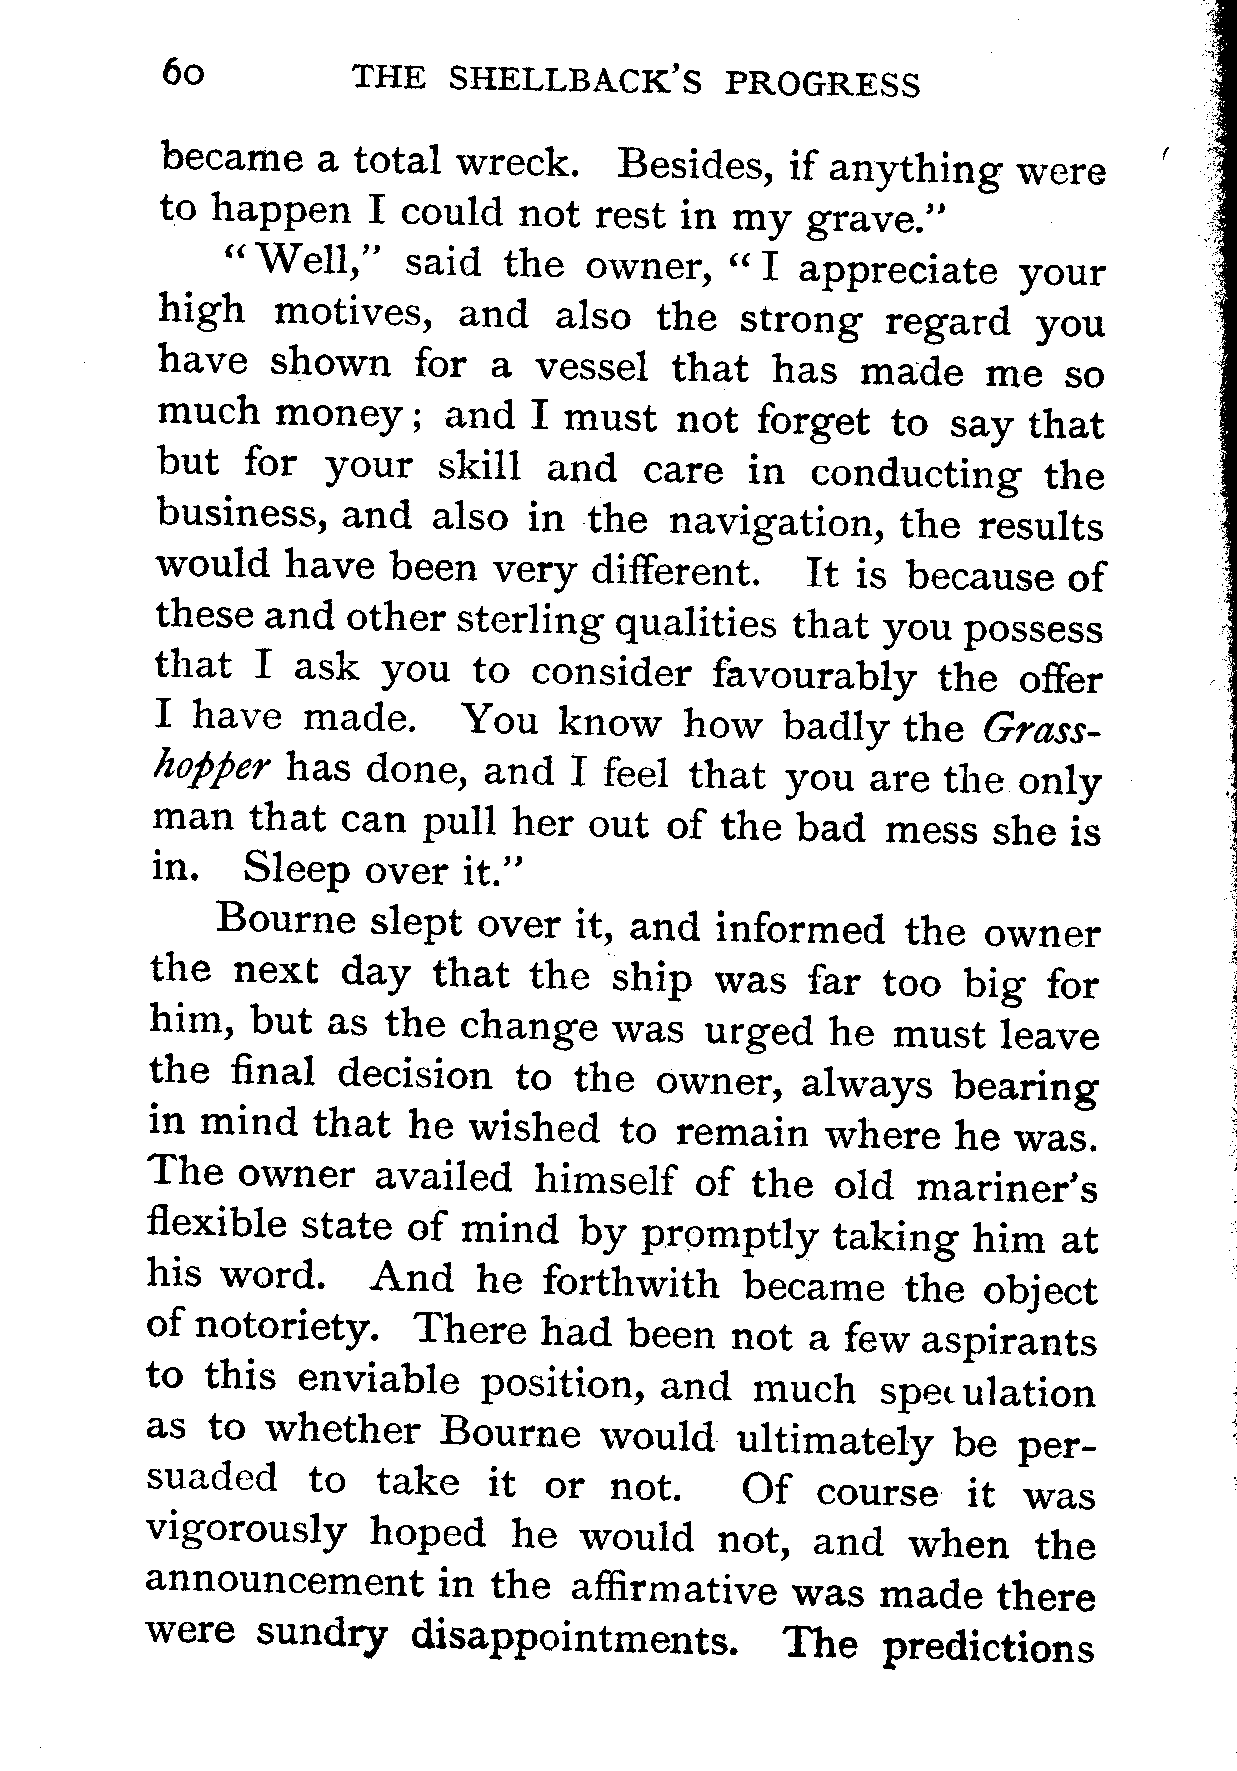 60 THE SHELLBACK'S PROGRESS
became a total wreck. Besides, if anything were
to happen I could not rest in my grave."
"Well," said the owner, "I appreciate your
high motives, and also the strong regard you
have shown for a vessel that has made me so
much money; and I must not forget to say that
but for your skill and care in conducting the
business, and also in the navigation, the results
would have been very different. It is because of
these and other sterling qualities that you possess
that I ask you to consider favourably the offer
I have made. You know how badly the Grass-
hopper has done, and I feel that you are the only
man that can pull her out of the bad mess she is
in. Sleep over it."
Bourne slept over it, and informed the owner
the next day that the ship was far too big for
him, but as the change was urged he must leave
the final decision to the owner, always bearing
in mind that he wished to remain where he was.
The owner availed himself of the old mariner's
flexible state of mind by promptly taking him at
his word. And he forthwith became the object
of notoriety. There had been not a few aspirants
to this enviable position, and much speculation
as to whether Bourne would ultimately be per-
suaded to take it or not. Of course it was
vigorously hoped he would not, and when the
announcement in the affirmative was made there
were sundry disappointments. The predictions